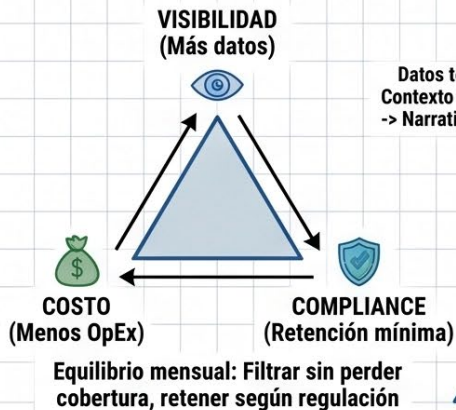 VISIBILIDAD
(Más datos)
Datos
Contexto
-> 
$
COSTO
(Menos OpEx)
COMPLIANCE
(Retención mínima)
Equilibrio mensual: Filtrar sin perder
cobertura, retener según regulación